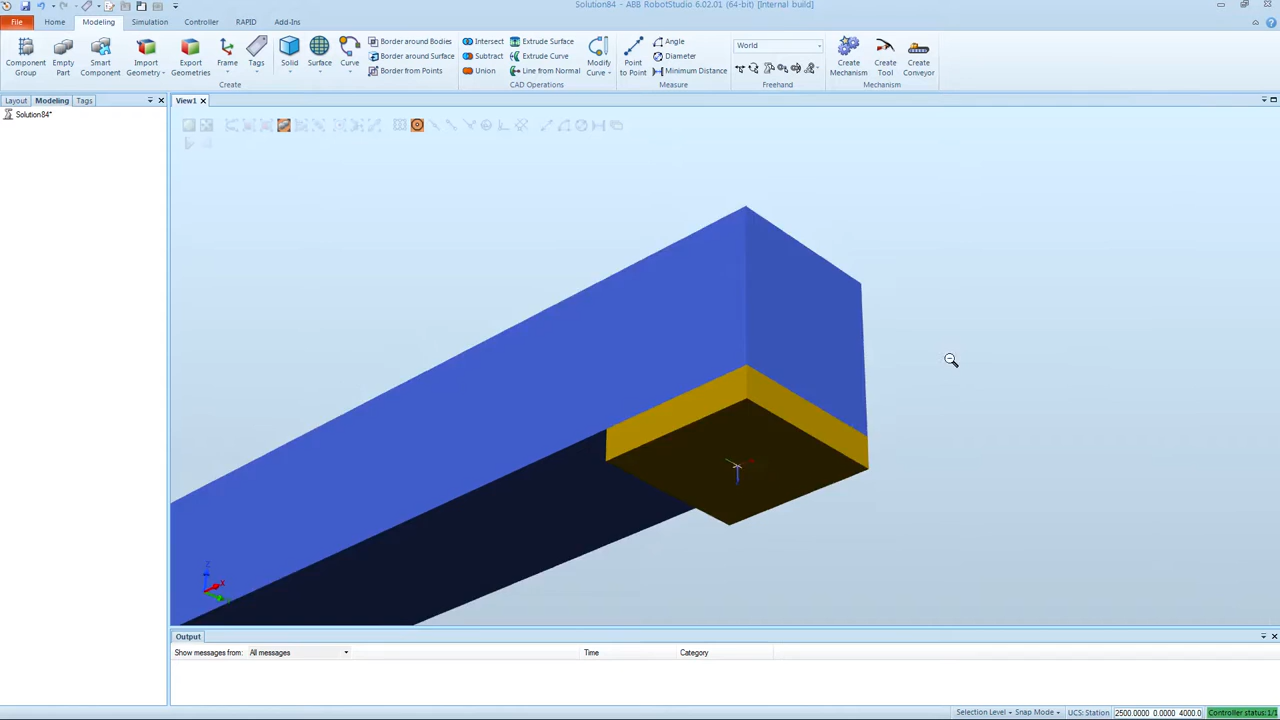 Solution84 - ABB RobotStudio 6.02.01 (64-bit) [Internal build]
File Home Modeling Simulation Controller RAPID Add-Ins
Component Group
Empty Part
Smart Component
Import Geometry
Export Geometries
Frame
Tags
Solid
Surface
Curve
Border around Bodies
Border around Surface
Border from Points
Create
Intersect
Subtract
Union
Extrude Surface
Extrude Curve
Line from Normal
Modify Curve
CAD Operations
Point to Point
Angle
Diameter
Minimum Distance
Measure
World
Freehand
Create Mechanism
Create Tool
Create Conveyor
Mechanism
Layout Modeling Tags
View1
Solution84*
Z
X
Output
Show messages from: All messages Time Category
Selection Level Snap Mode UCS: Station 2500.0000 0.0000 4000.0 Controller status:1/1